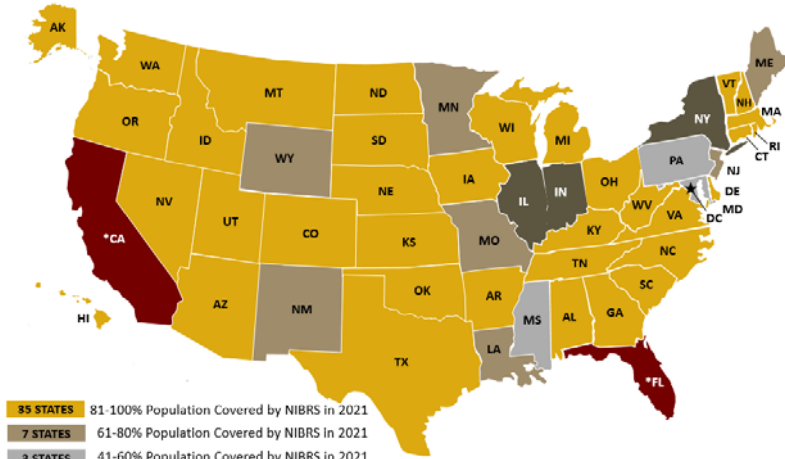 AK
WA
MT
ND
MN
ME
VT
NH
MA
OR
ID
WY
SD
WI
MI
NY
RI
CT
PA
NJ
IA
NE
OH
IL
IN
DE
MD
NV
UT
CO
*CA
KS
MO
WV
VA
DC
KY
NC
TN
AZ
NM
OK
AR
SC
MS
AL
GA
HI
TX
LA
*FL
85 STATES 81-100% Population Covered by NIBRS in 2021
7 STATES 61-80% Population Covered by NIBRS in 2021
3 STATES 41-60% Population Covered by NIBRS in 2021